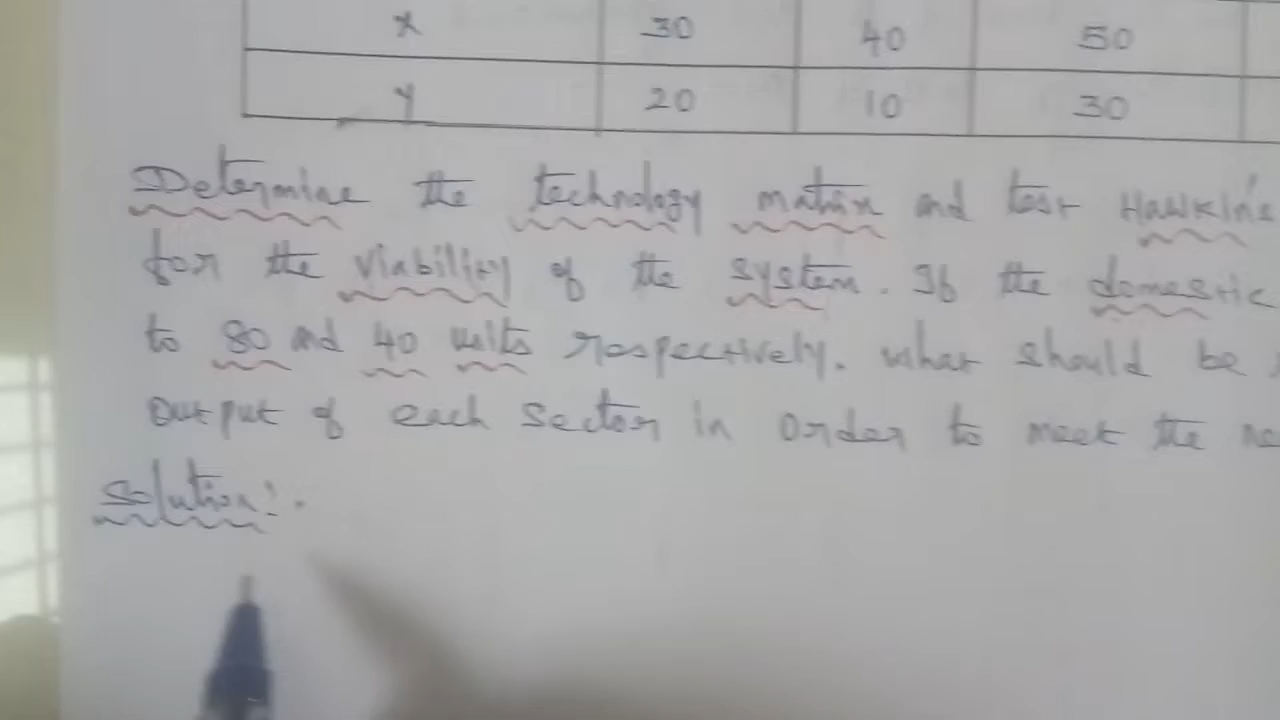 x 30 40 50
y 20 10 30
Determine the technology matrix and test Hawkin's
for the viability of the system. If the domestic
to 80 and 40 units respectively. what should be
Output of each sector in order to meet the
Solution:-